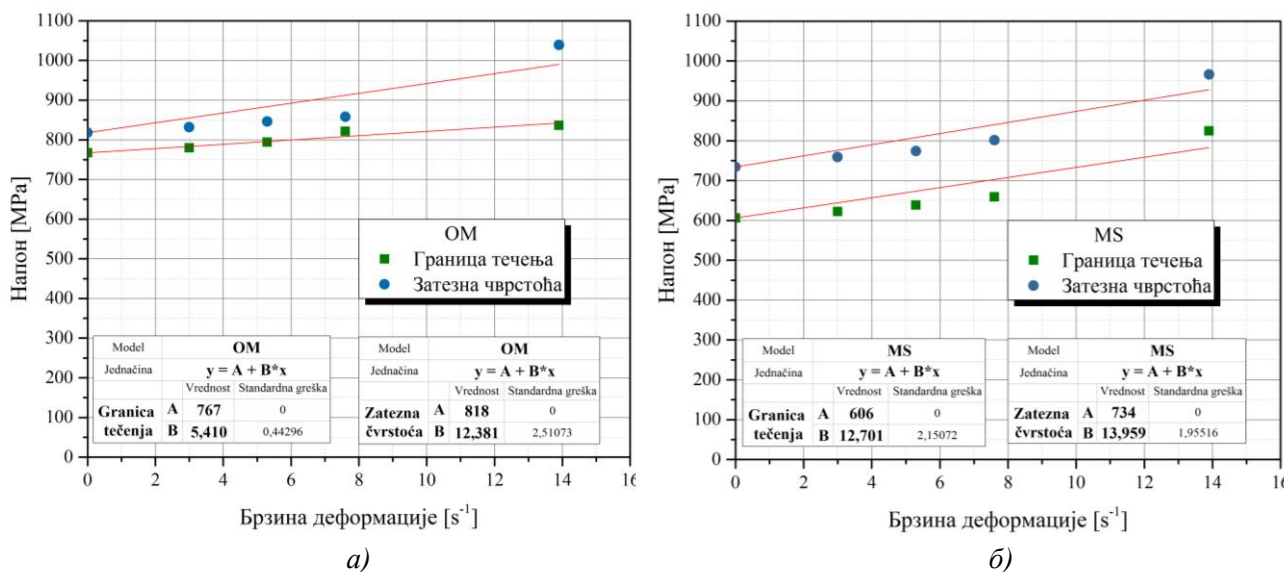 1100
1000
900
800
700
600
500
400
300
200
100
0
0 2 4 6 8 10 12 14 16
Напон [MPa]
Брзина деформације [s⁻¹]
OM
Граница течења
Затезна чврстоћа
Model OM
Jednačina y = A + B*x
Vrednost Standardna greška
Granica A 767 0
tečenja B 5,410 0,44296
Model OM
Jednačina y = A + B*x
Vrednost Standardna greška
Zatezna A 818 0
čvrstoća B 12,381 2,51073
а)
1100
1000
900
800
700
600
500
400
300
200
100
0
0 2 4 6 8 10 12 14 16
Напон [MPa]
Брзина деформације [s⁻¹]
MS
Граница течења
Затезна чврстоћа
Model MS
Jednačina y = A + B*x
Vrednost Standardna greška
Granica A 606 0
tečenja B 12,701 2,15072
Model MS
Jednačina y = A + B*x
Vrednost Standardna greška
Zatezna A 734 0
čvrstoća B 13,959 1,95516
б)